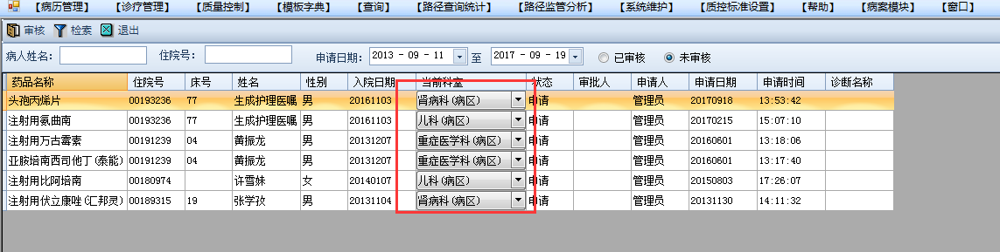 【病历管理】 【诊疗管理】 【质量控制】 【模板字典】 【查询】 【路径查询统计】 【路径监管分析】 【系统维护】 【质控标准设置】 【帮助】 【病案模块】 【窗口】
审核 检索 退出
病人姓名： 住院号： 申请日期： 2013 - 09 - 11 至 2017 - 09 - 19 已审核 未审核
药品名称 住院号 床号 姓名 性别 入院日期 当前科室 状态 审批人 申请人 申请日期 申请时间 诊断名称
头孢丙烯片 00193236 77 生成护理医嘱 男 20161103 肾病科(病区) 申请 管理员 20170918 13:53:42
注射用氨曲南 00193236 77 生成护理医嘱 男 20161103 儿科(病区) 申请 管理员 20170215 15:07:10
注射用万古霉素 00191239 04 黄振龙 男 20131207 重症医学科(病区) 申请 管理员 20160601 13:18:06
亚胺培南西司他丁(泰能) 00191239 04 黄振龙 男 20131207 重症医学科(病区) 申请 管理员 20160601 13:17:40
注射用比阿培南 00180974 许雪妹 女 20140107 儿科(病区) 申请 管理员 20150803 17:26:07
注射用伏立康唑(汇邦灵) 00189315 19 张学孜 男 20131104 肾病科(病区) 申请 管理员 20131130 14:11:32